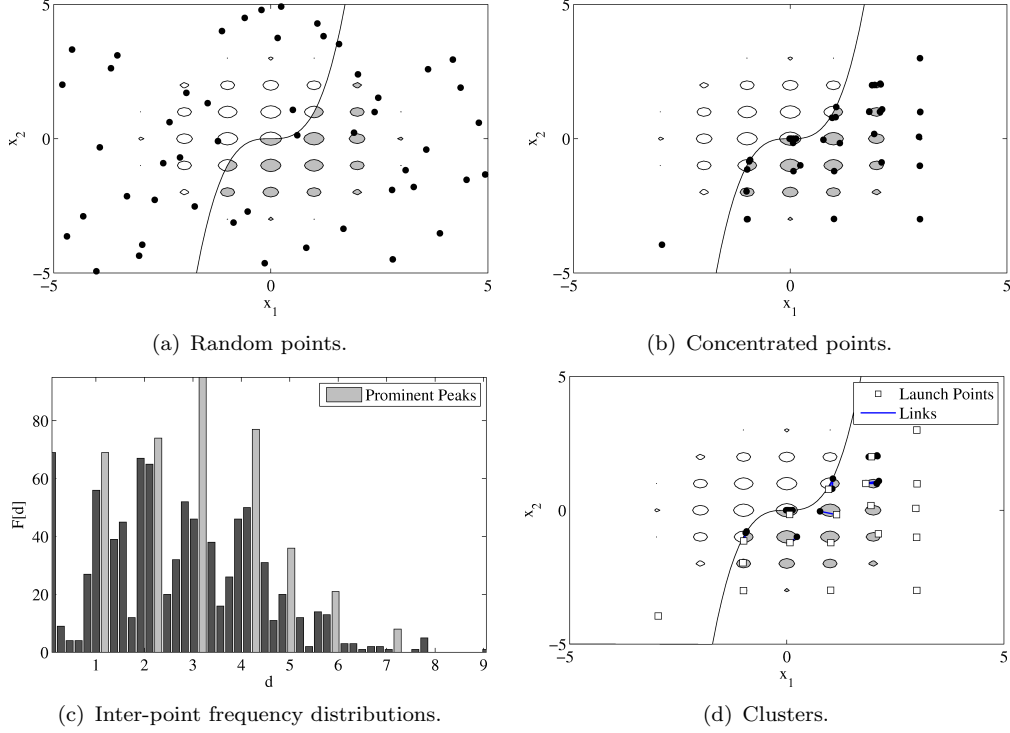 5
x2
0
−5
−5
0
5
x1
(a) Random points.
5
x2
0
−5
−5
0
5
x1
(b) Concentrated points.
Prominent Peaks
80
60
F[d]
40
20
0
1 2 3 4 5 6 7 8 9
d
(c) Inter-point frequency distributions.
5
Launch Points
Links
x2
0
−5
−5
0
5
x1
(d) Clusters.